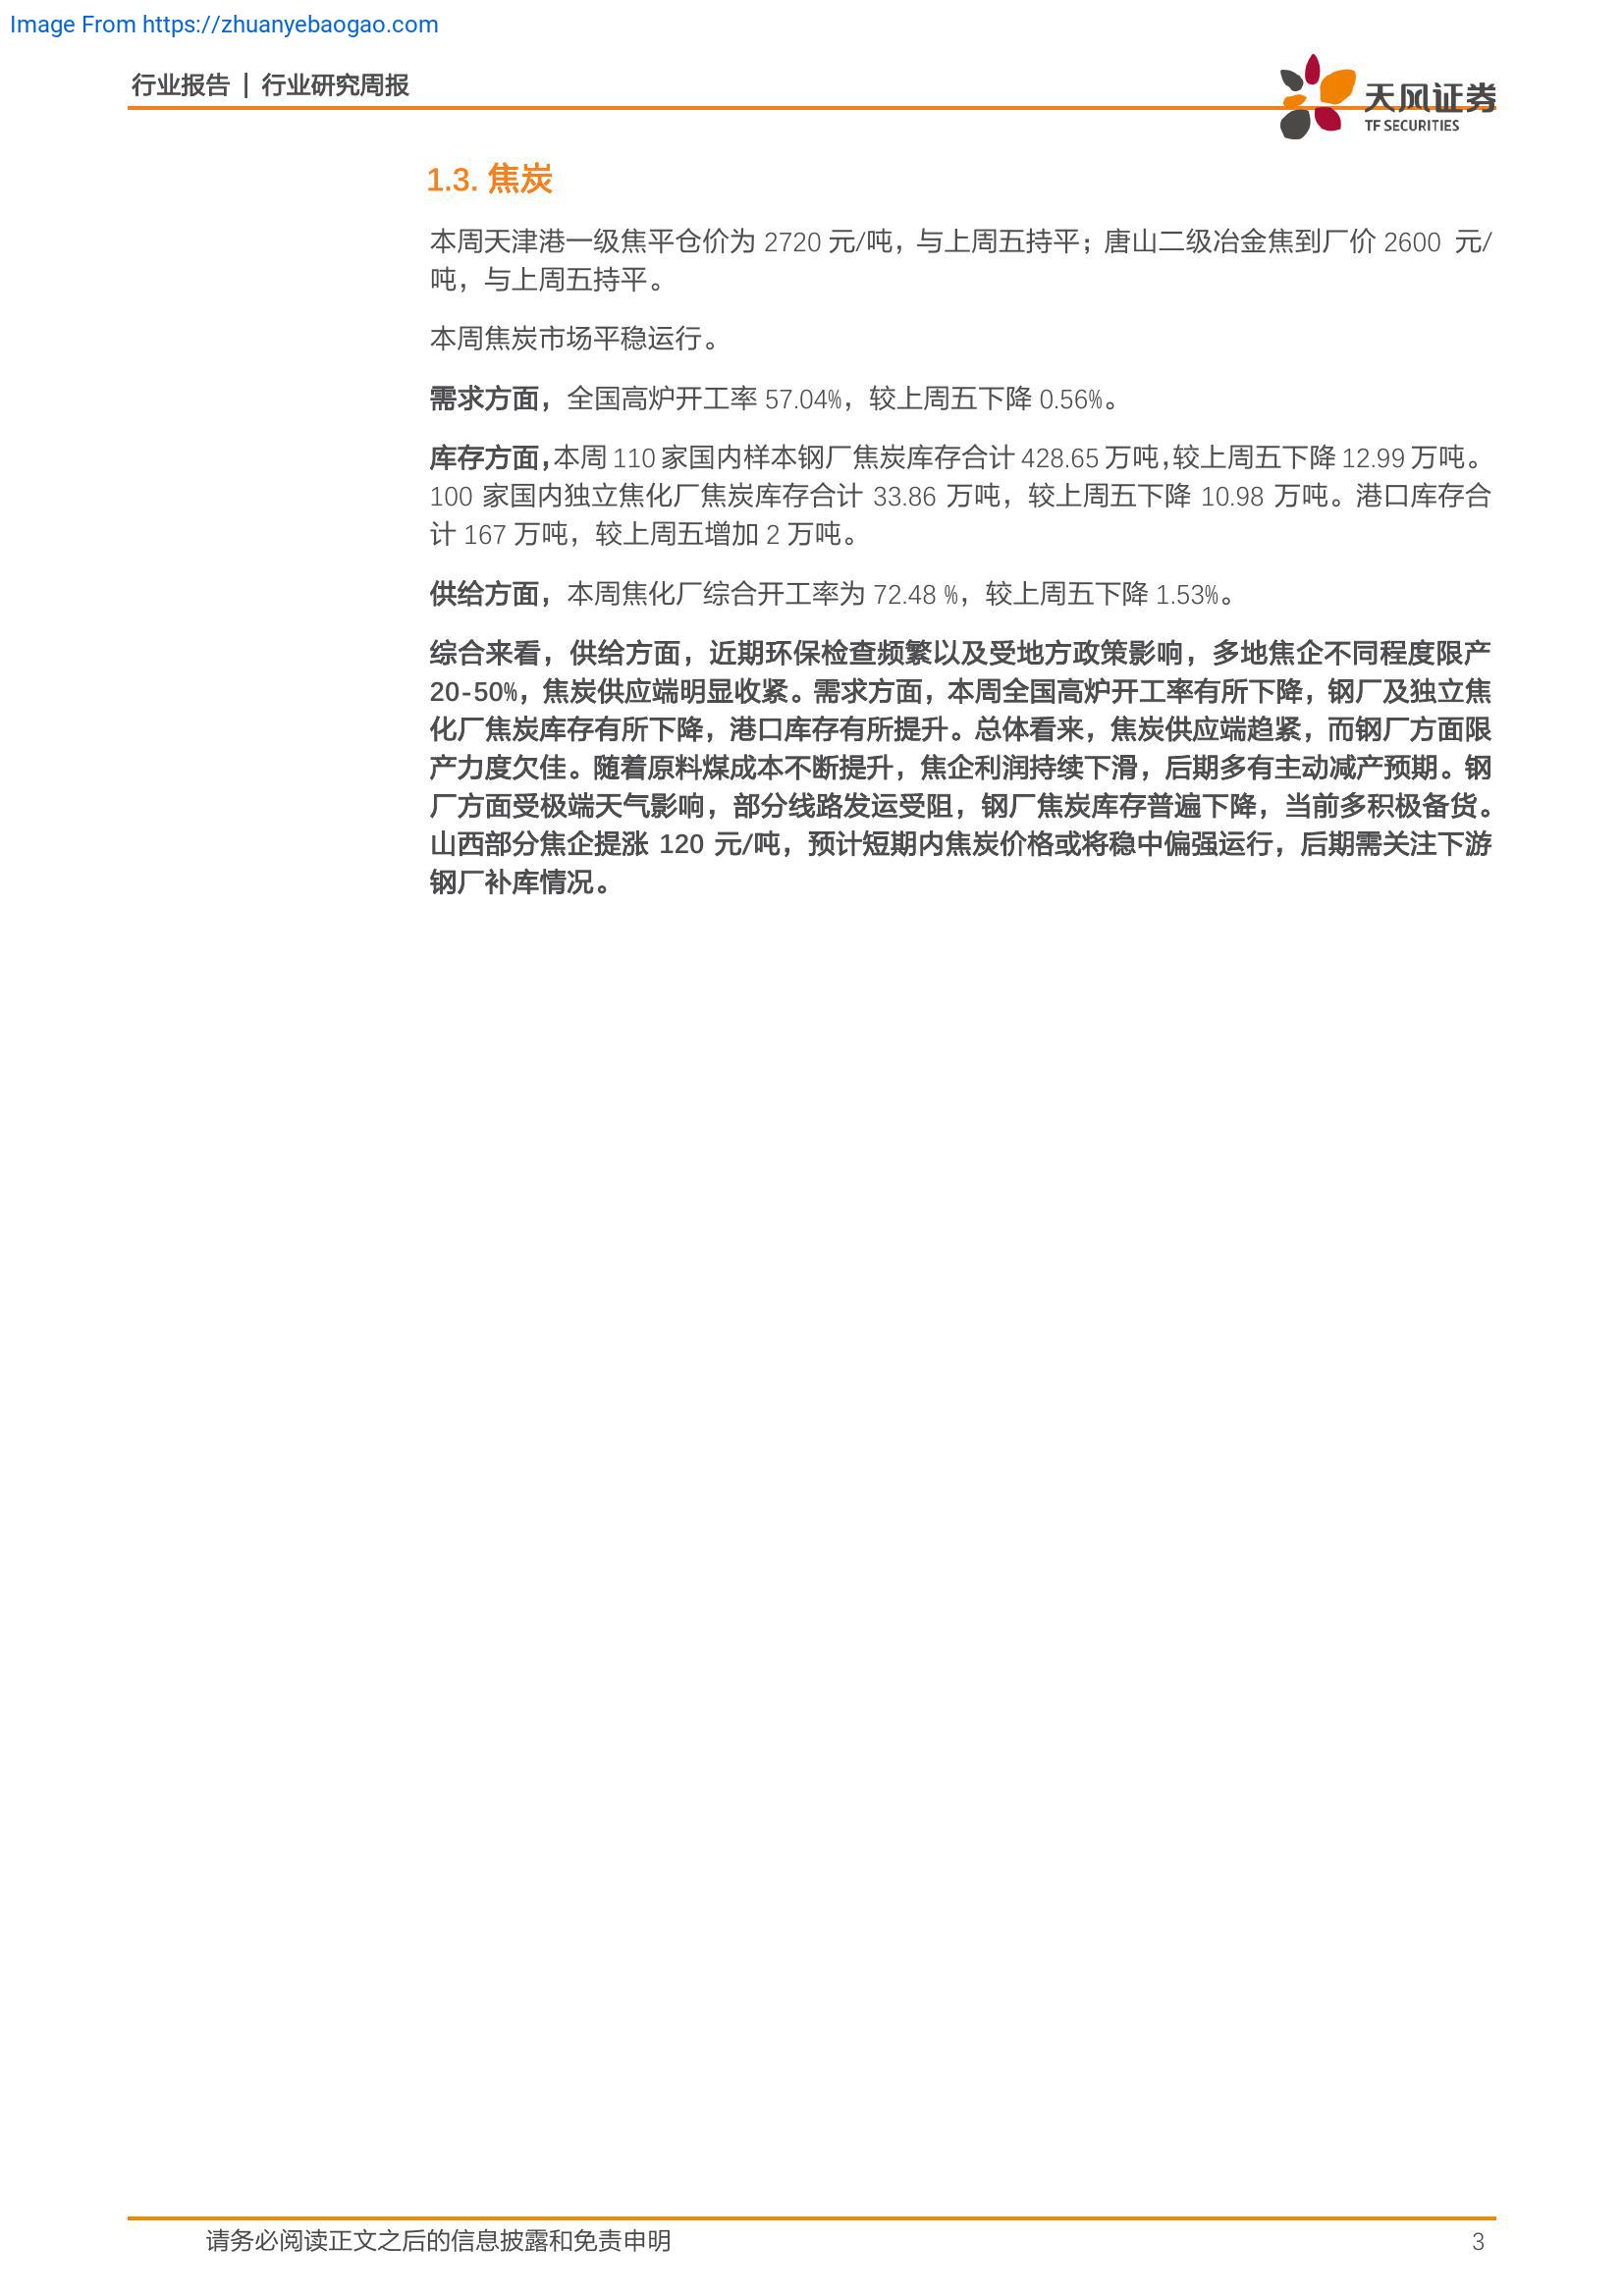 Image From https://zhuanyebaogao.com
行业报告 | 行业研究周报
天风证券
TF SECURITIES
1.3. 焦炭
本周天津港一级焦平仓价为 2720 元/吨，与上周五持平；唐山二级冶金焦到厂价 2600 元/
吨，与上周五持平。
本周焦炭市场平稳运行。
需求方面，全国高炉开工率 57.04%，较上周五下降 0.56%。
库存方面，本周 110 家国内样本钢厂焦炭库存合计 428.65 万吨，较上周五下降 12.99 万吨。
100 家国内独立焦化厂焦炭库存合计 33.86 万吨，较上周五下降 10.98 万吨。港口库存合
计 167 万吨，较上周五增加 2 万吨。
供给方面，本周焦化厂综合开工率为 72.48 %，较上周五下降 1.53%。
综合来看，供给方面，近期环保检查频繁以及受地方政策影响，多地焦企不同程度限产
20-50%，焦炭供应端明显收紧。需求方面，本周全国高炉开工率有所下降，钢厂及独立焦
化厂焦炭库存有所下降，港口库存有所提升。总体看来，焦炭供应端趋紧，而钢厂方面限
产力度欠佳。随着原料煤成本不断提升，焦企利润持续下滑，后期多有主动减产预期。钢
厂方面受极端天气影响，部分线路发运受阻，钢厂焦炭库存普遍下降，当前多积极备货。
山西部分焦企提涨 120 元/吨，预计短期内焦炭价格或将稳中偏强运行，后期需关注下游
钢厂补库情况。
请务必阅读正文之后的信息披露和免责申明
3